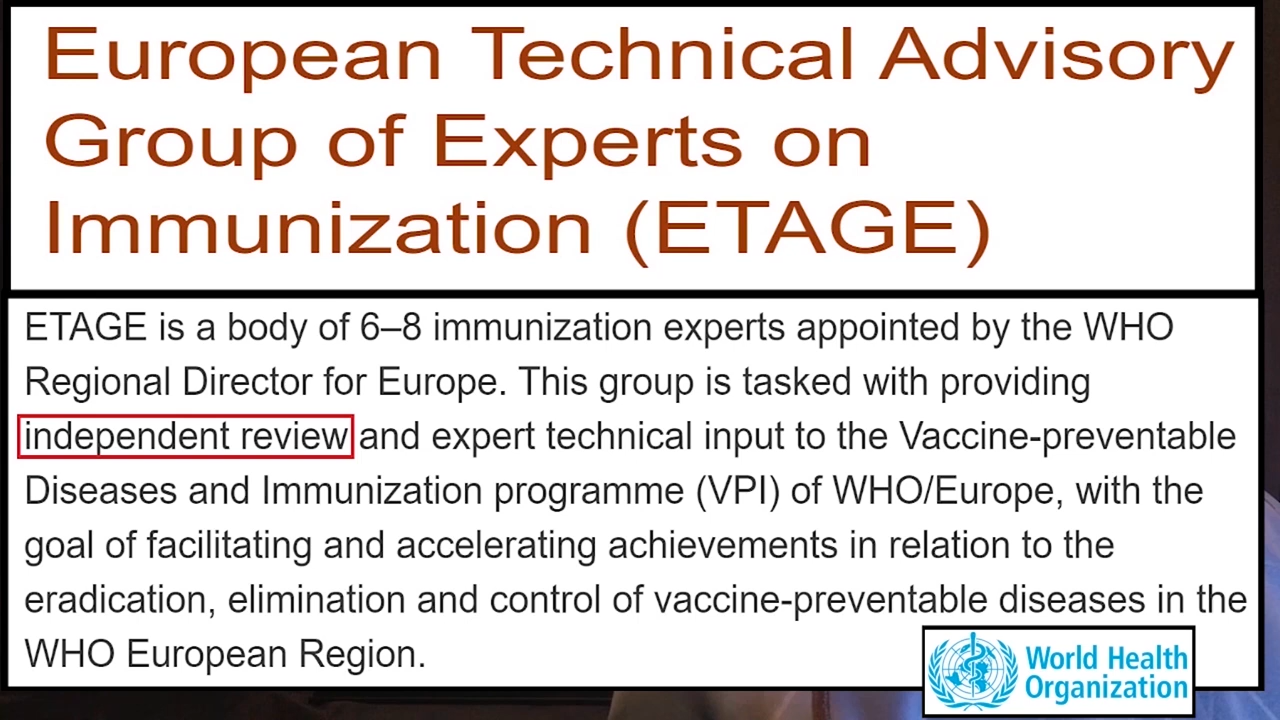 European Technical Advisory
Group of Experts on
Immunization (ETAGE)
ETAGE is a body of 6–8 immunization experts appointed by the WHO
Regional Director for Europe. This group is tasked with providing
independent review and expert technical input to the Vaccine-preventable
Diseases and Immunization programme (VPI) of WHO/Europe, with the
goal of facilitating and accelerating achievements in relation to the
eradication, elimination and control of vaccine-preventable diseases in the
WHO European Region.
World Health
Organization